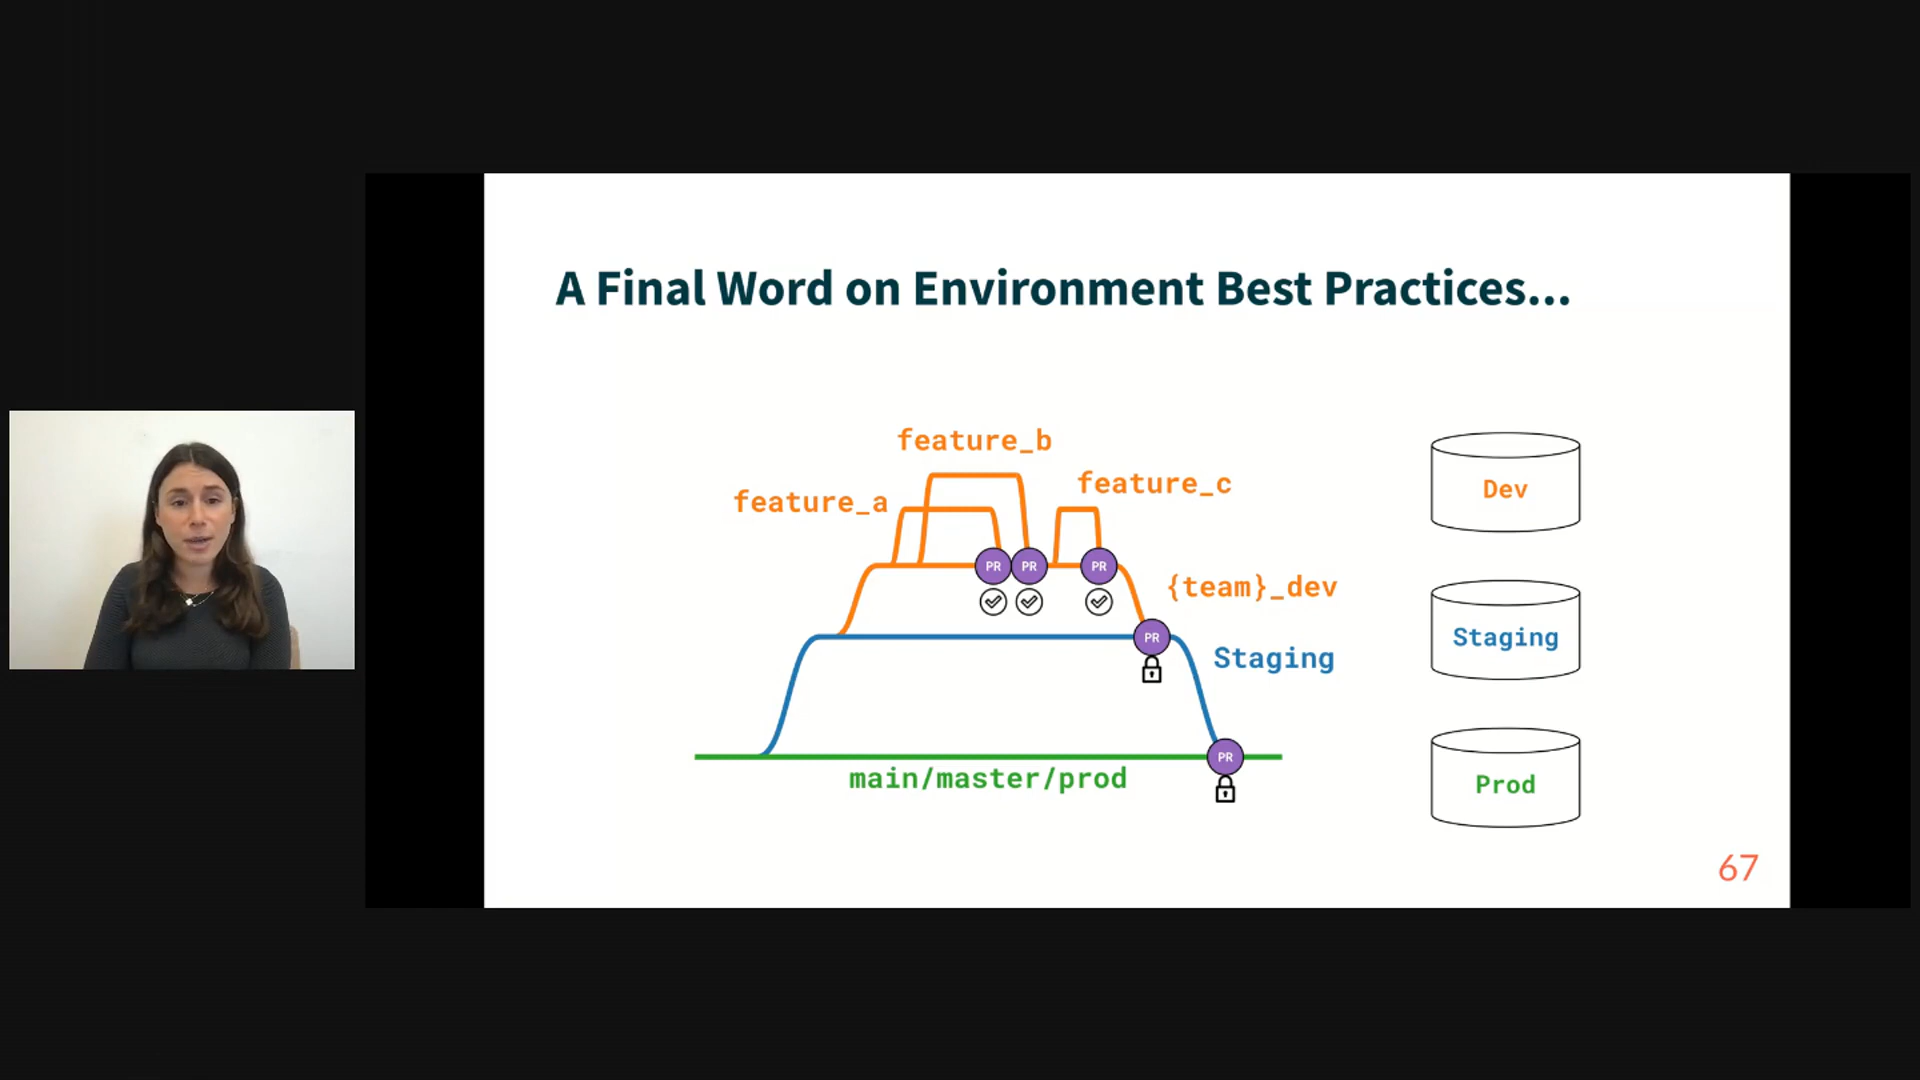 A Final Word on Environment Best Practices...
feature_b
feature_c
feature_a
Dev
PR
PR
PR
{team}_dev
PR
Staging
Staging
PR
main/master/prod
Prod
67